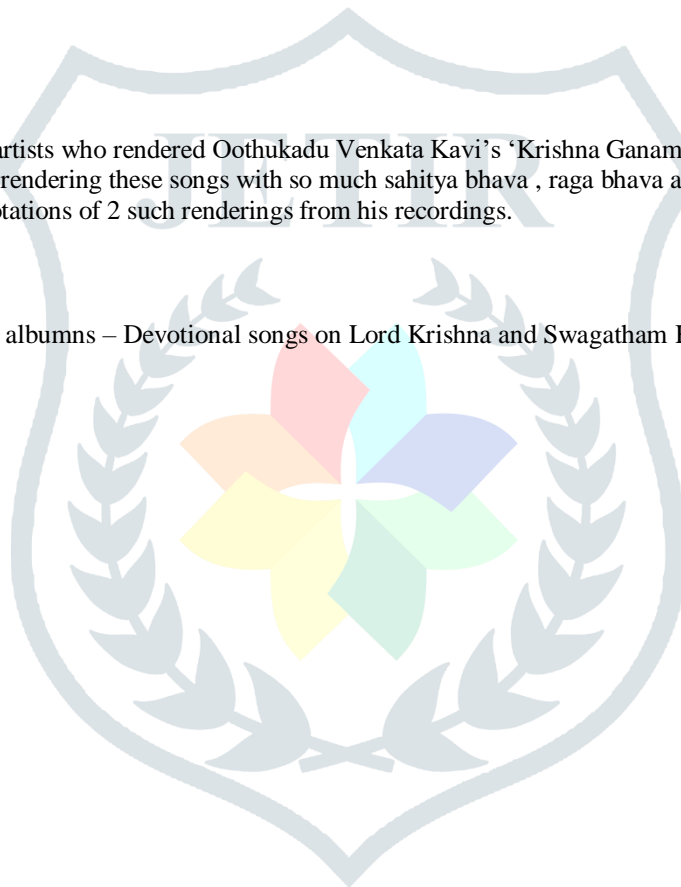 artists who rendered Oothukadu Venkata Kavi’s ‘Krishna Ganam
rendering these songs with so much sahitya bhava , raga bhava a
otations of 2 such renderings from his recordings.
JETIR
albumns – Devotional songs on Lord Krishna and Swagatham